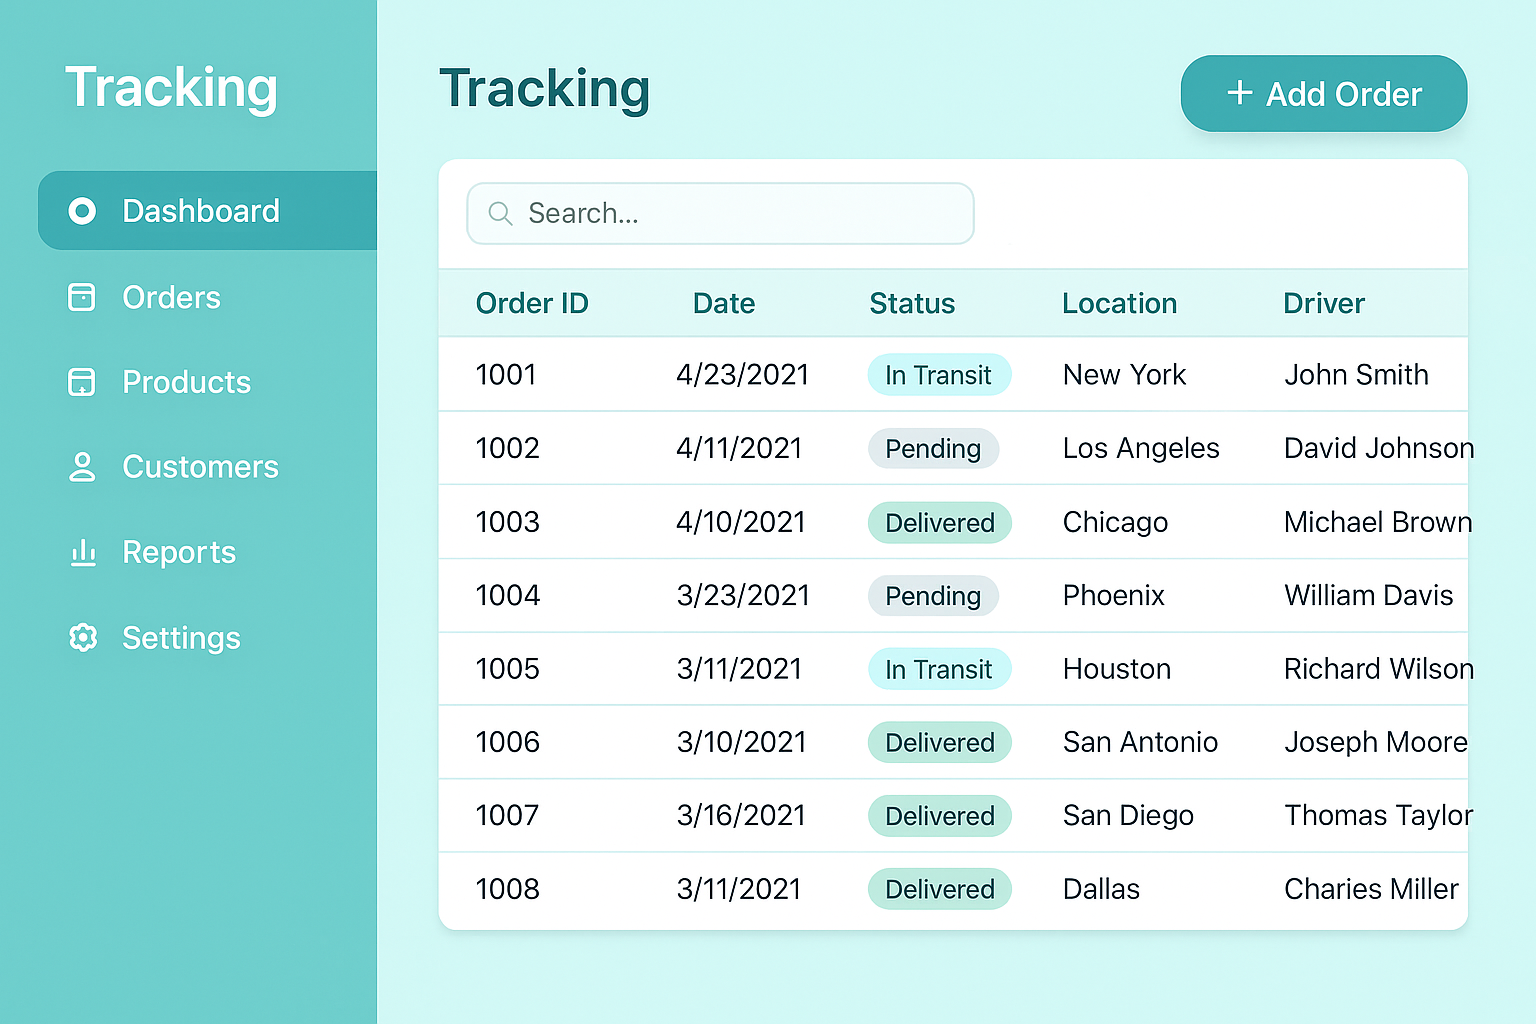 Tracking
Dashboard
Orders
Products
Customers
Reports
Settings
Tracking
+ Add Order
Search...
Order ID Date Status Location Driver
1001 4/23/2021 In Transit New York John Smith
1002 4/11/2021 Pending Los Angeles David Johnson
1003 4/10/2021 Delivered Chicago Michael Brown
1004 3/23/2021 Pending Phoenix William Davis
1005 3/11/2021 In Transit Houston Richard Wilson
1006 3/10/2021 Delivered San Antonio Joseph Moore
1007 3/16/2021 Delivered San Diego Thomas Taylor
1008 3/11/2021 Delivered Dallas Charies Miller